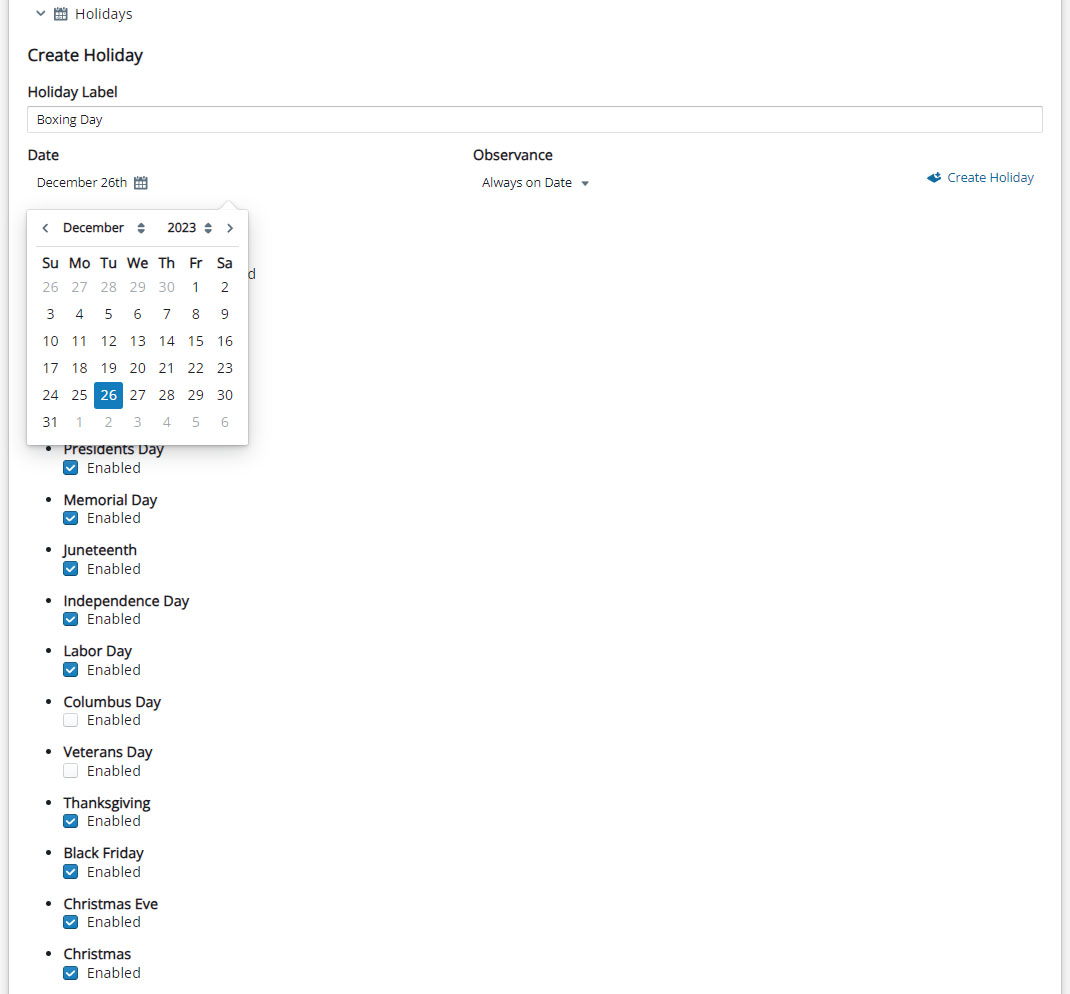 Holidays
Create Holiday
Holiday Label
Boxing Day
Date Observance
December 26th Always on Date Create Holiday
December 2023
Su Mo Tu We Th Fr Sa
26 27 28 29 30 1 2
3 4 5 6 7 8 9
10 11 12 13 14 15 16
17 18 19 20 21 22 23
24 25 26 27 28 29 30
31 1 2 3 4 5 6
Presidents Day
Enabled
Memorial Day
Enabled
Juneteenth
Enabled
Independence Day
Enabled
Labor Day
Enabled
Columbus Day
Enabled
Veterans Day
Enabled
Thanksgiving
Enabled
Black Friday
Enabled
Christmas Eve
Enabled
Christmas
Enabled